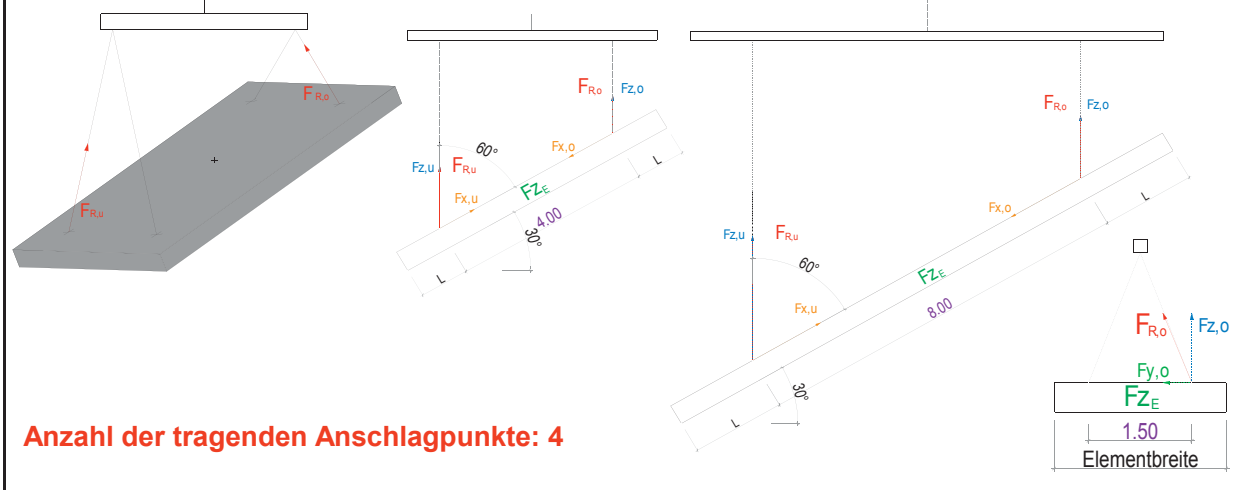 FR,o
FR,u
FR,o
Fz,o
Fx,o
60°
Fz,u
FR,u
L
FzE
Fx,u
4.00
30°
L
FR,o
Fz,o
L
Fx,o
Fz,u
FR,u
60°
FzE
Fx,u
8.00
30°
L
FR,o
Fz,o
Fy,o
FzE
1.50
Elementbreite
Anzahl der tragenden Anschlagpunkte: 4